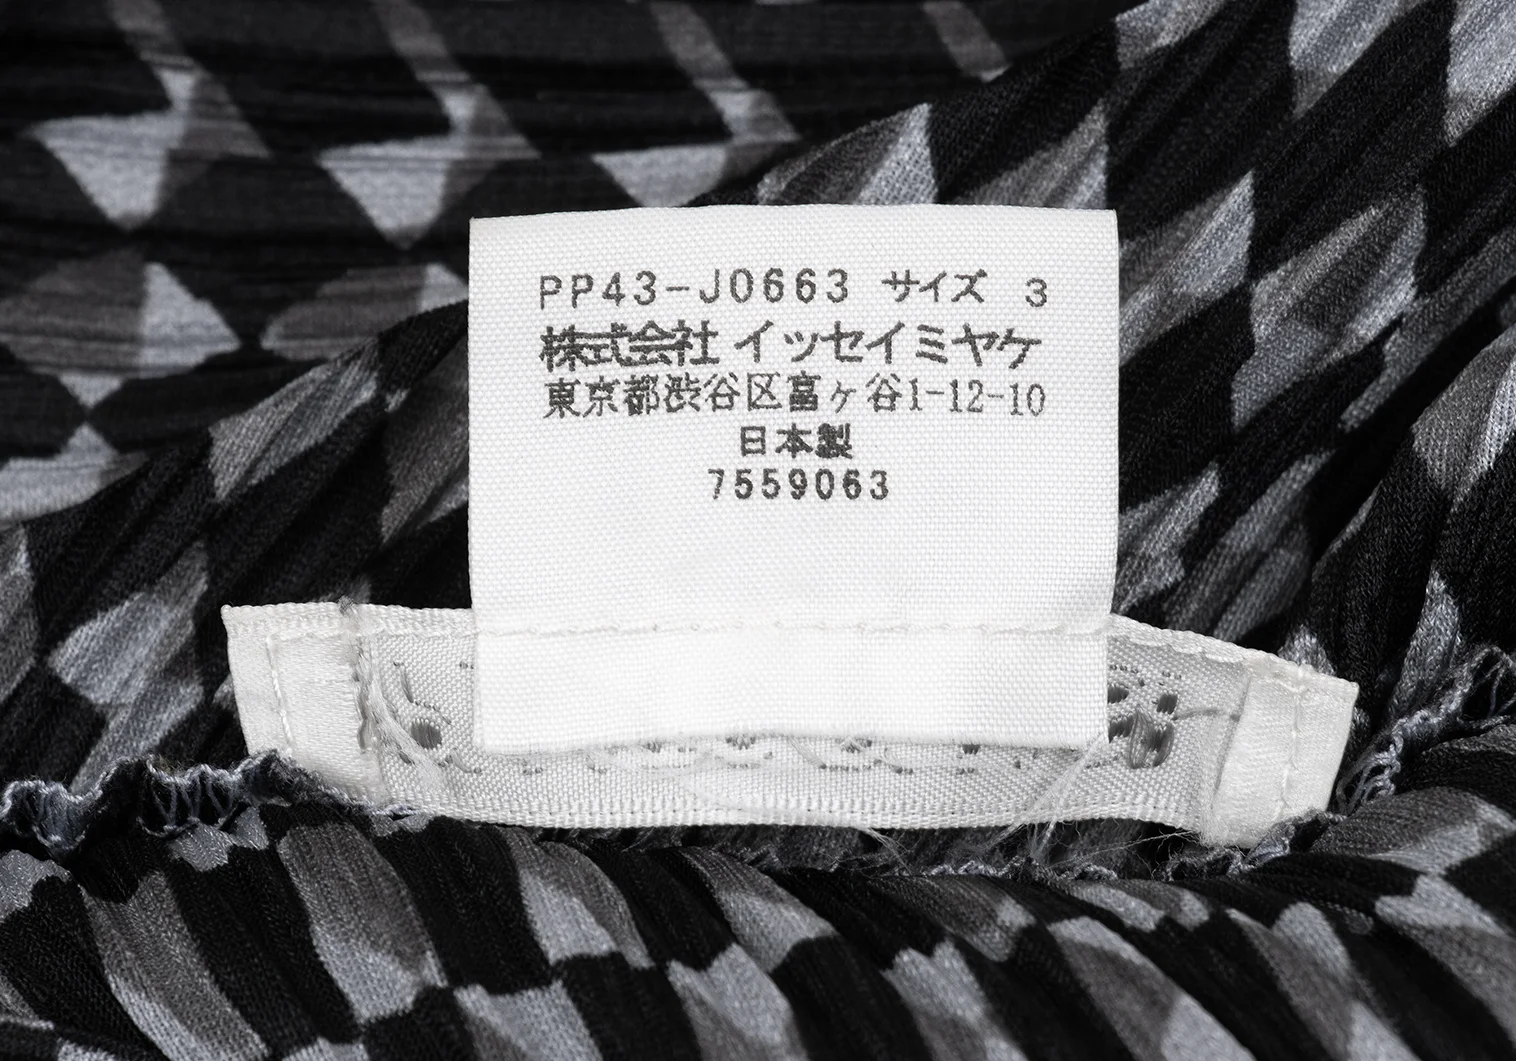 PP43-J0663 サイズ 3
株式会社 イッセイミヤケ
東京都渋谷区富ヶ谷1-12-10
日本製
7559063